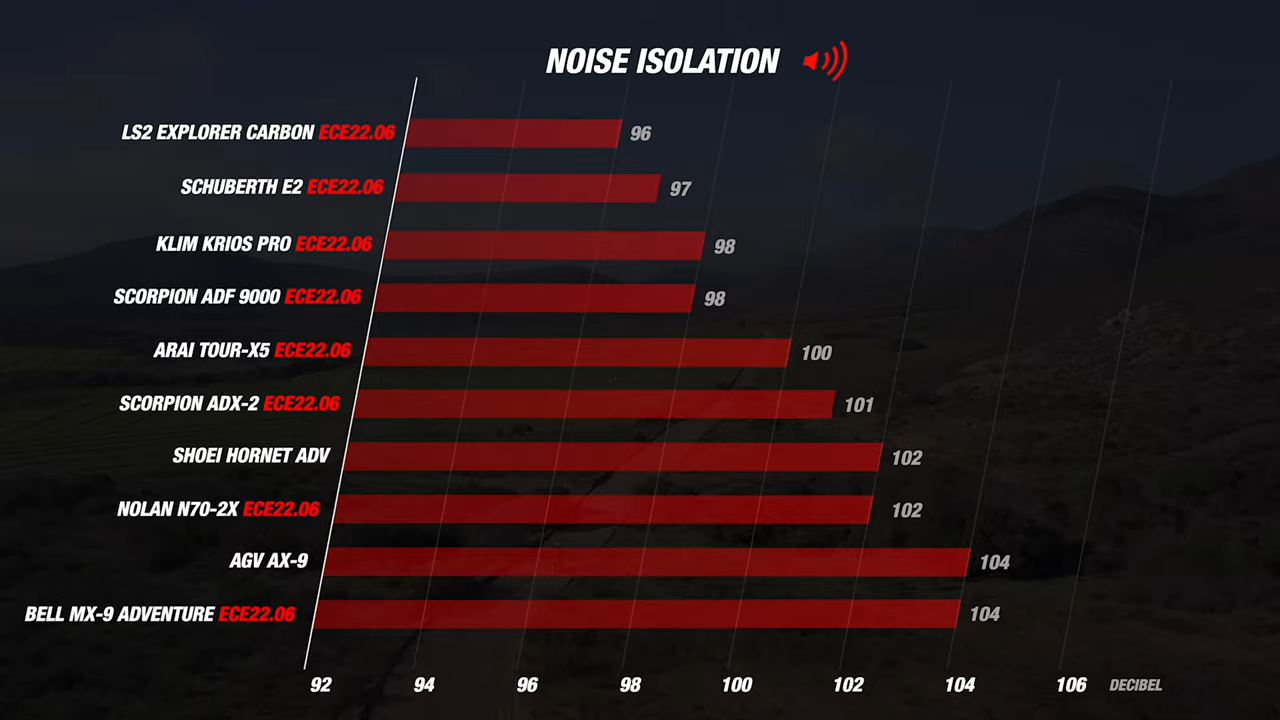 NOISE ISOLATION
LS2 EXPLORER CARBON ECE22.06 96
SCHUBERTH E2 ECE22.06 97
KLIM KRIOS PRO ECE22.06 98
SCORPION ADF 9000 ECE22.06 98
ARAI TOUR-X5 ECE22.06 100
SCORPION ADX-2 ECE22.06 101
SHOEI HORNET ADV 102
NOLAN N70-2X ECE22.06 102
AGV AX-9 104
BELL MX-9 ADVENTURE ECE22.06 104
92 94 96 98 100 102 104 106 DECIBEL